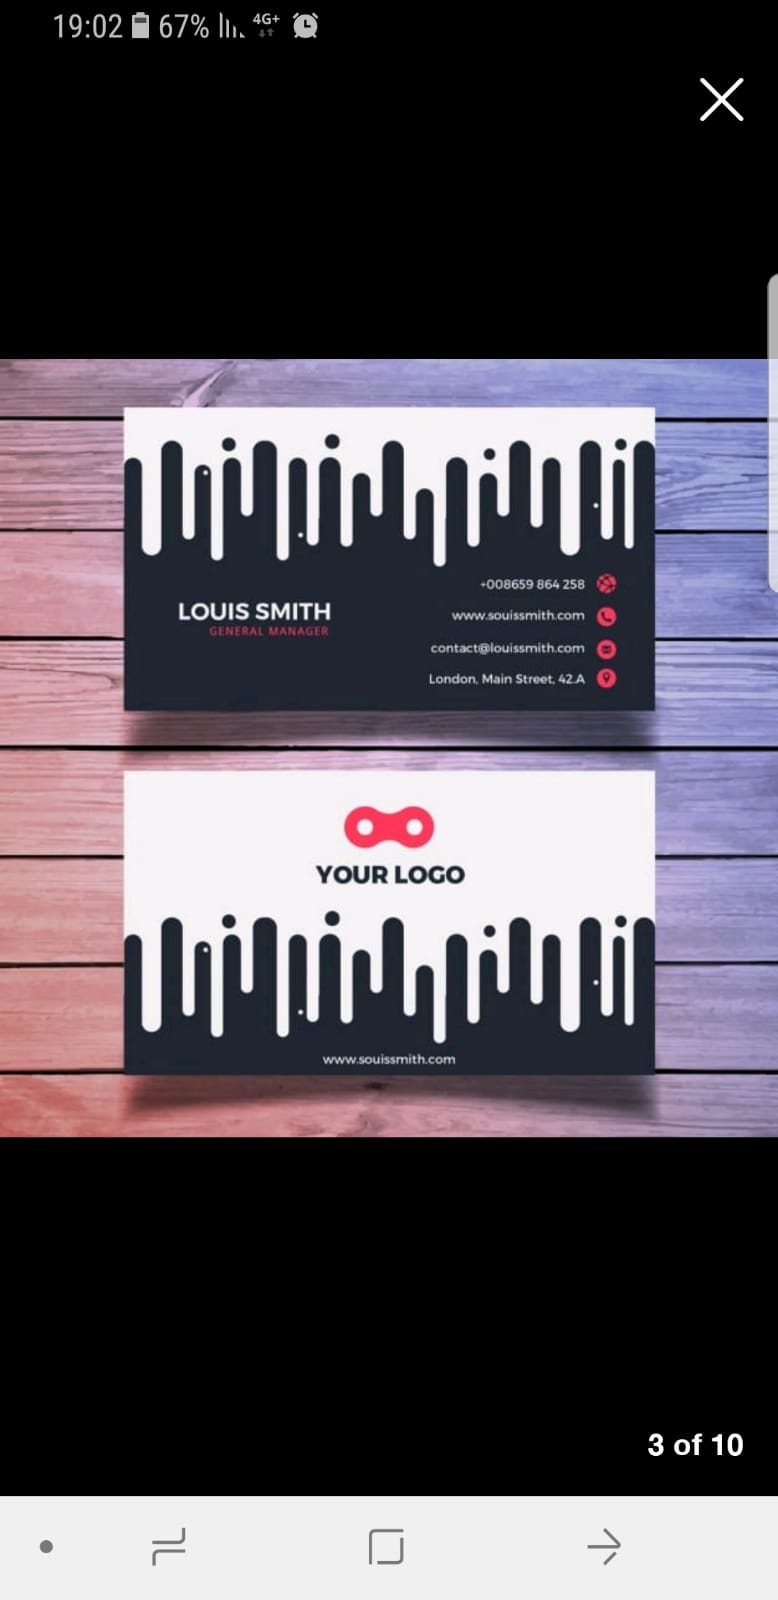 19:02 67% 4G+
LOUIS SMITH
GENERAL MANAGER
+008659 864 258
www.souissmith.com
contact@louissmith.com
London, Main Street, 42.A
YOUR LOGO
www.souissmith.com
3 of 10